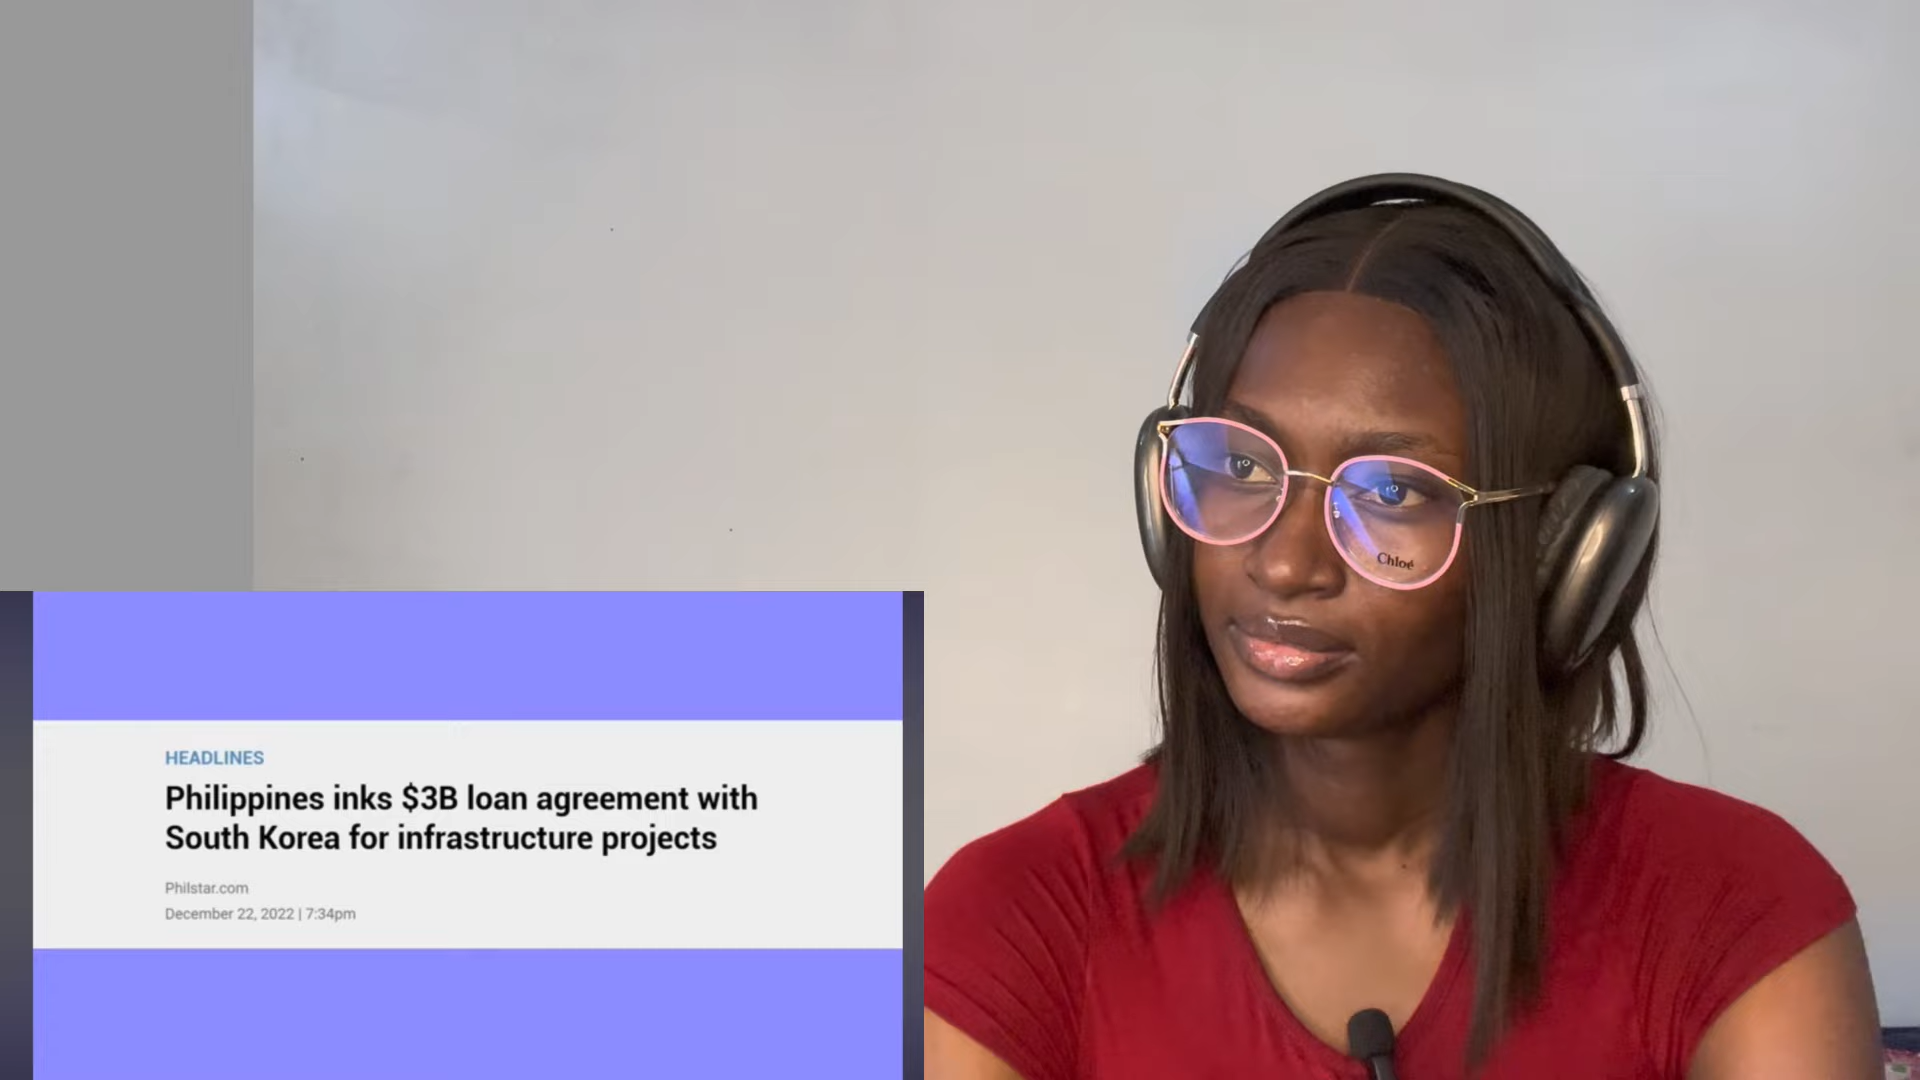 Chloé
HEADLINES
Philippines inks $3B loan agreement with
South Korea for infrastructure projects
Philstar.com
December 22, 2022 | 7:34pm